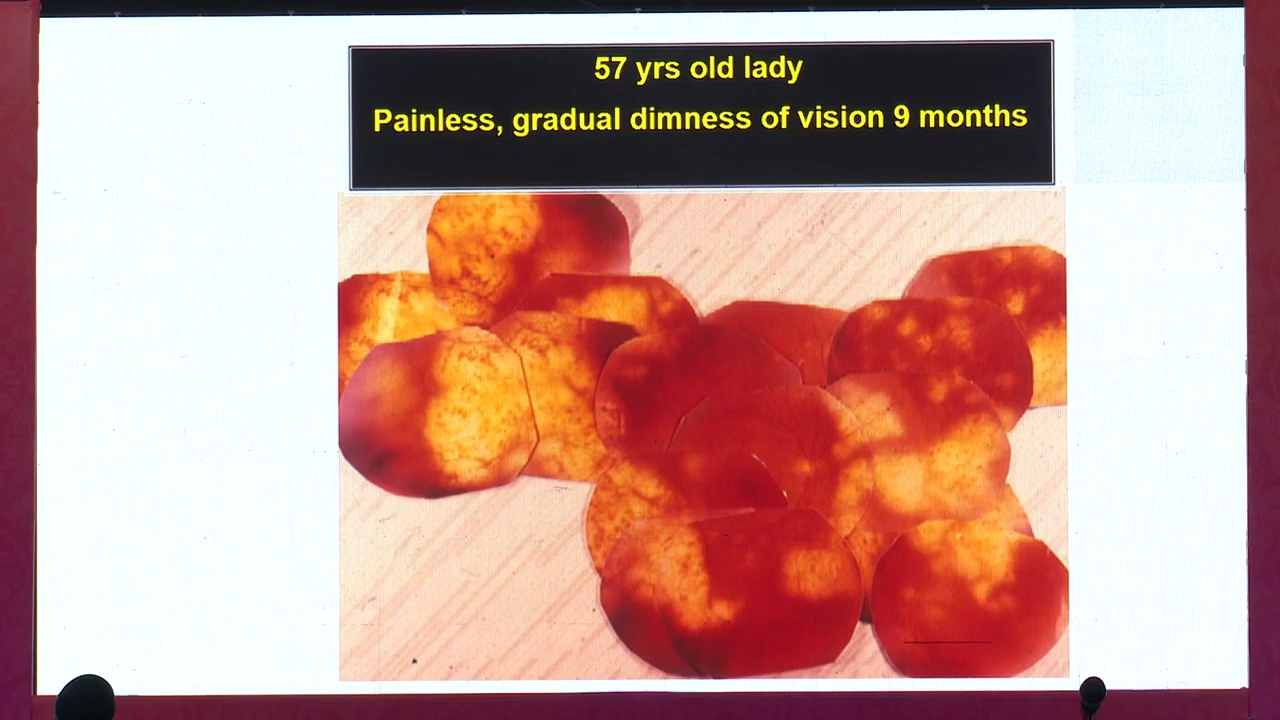 57 yrs old lady
Painless, gradual dimness of vision 9 months